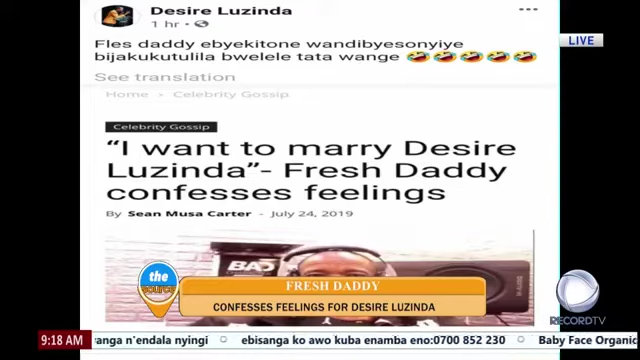 Desire Luzinda
1 hr ·
Fles daddy ebyekitone wandibyesonyiye
bijakukutulila bwelele tata wange 🤣🤣🤣🤣🤣
See translation
Home > Celebrity Gossip
Celebrity Gossip
“I want to marry Desire
Luzinda”- Fresh Daddy
confesses feelings
By Sean Musa Carter - July 24, 2019
LIVE
BAD
the
source
FRESH DADDY
CONFESSES FEELINGS FOR DESIRE LUZINDA
RECORDTV
9:18 AM
n'endala nyingi ebisanga ko awo kuba enamba eno:0700 852 230 Baby Face Organic